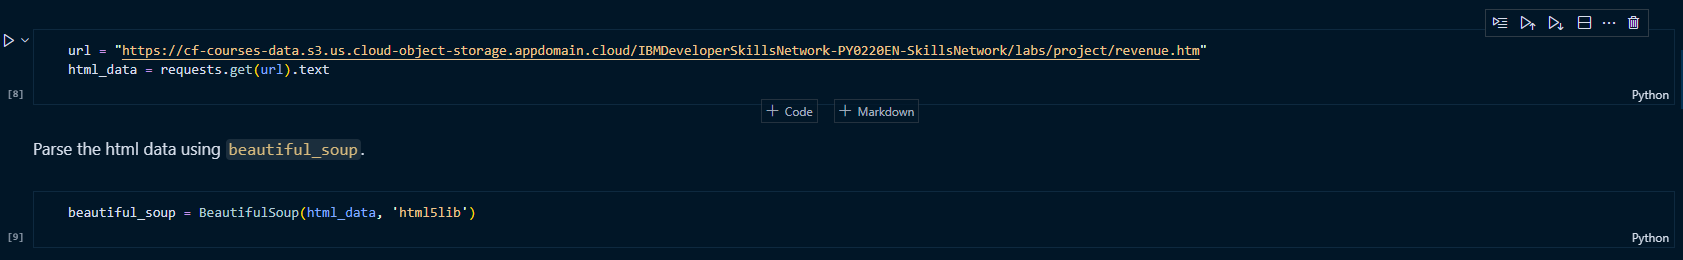 url = "https://cf-courses-data.s3.us.cloud-object-storage.appdomain.cloud/IBMDeveloperSkillsNetwork-PY0220EN-SkillsNetwork/labs/project/revenue.htm"
html_data = requests.get(url).text
[8]
Python
+ Code + Markdown
Parse the html data using beautiful_soup.
beautiful_soup = BeautifulSoup(html_data, 'html5lib')
[9]
Python